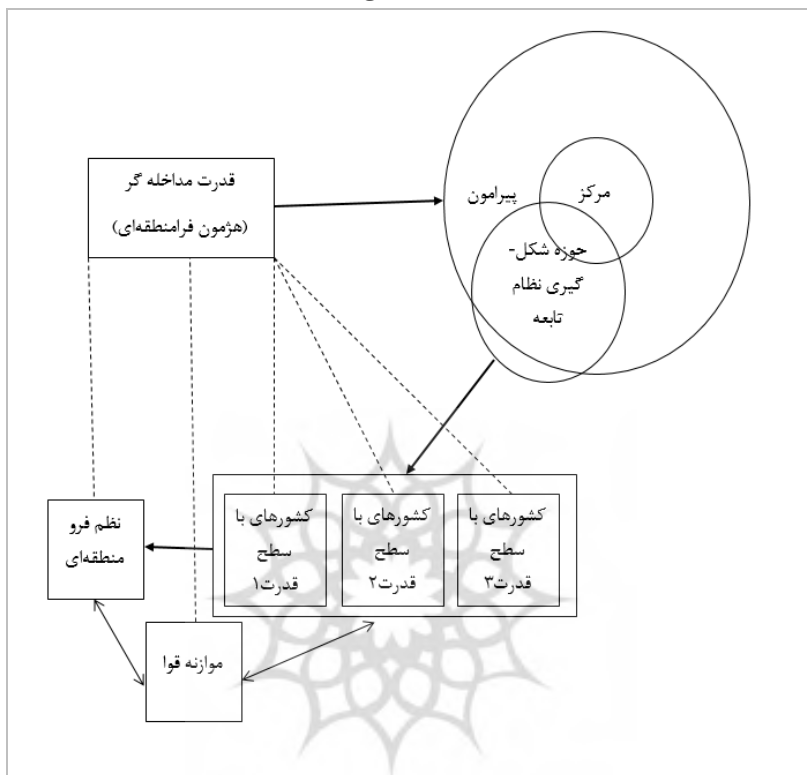 قدرت مداخله گر
(هژمون فرامنطقه‌ای)
مرکز
پیرامون
حوزه شکل-
گیری نظام
تابعه
کشورهای با
سطح
قدرت۳
کشورهای با
سطح
قدرت۲
کشورهای با
سطح
قدرت۱
نظم فرو
منطقه‌ای
موازنه قوا